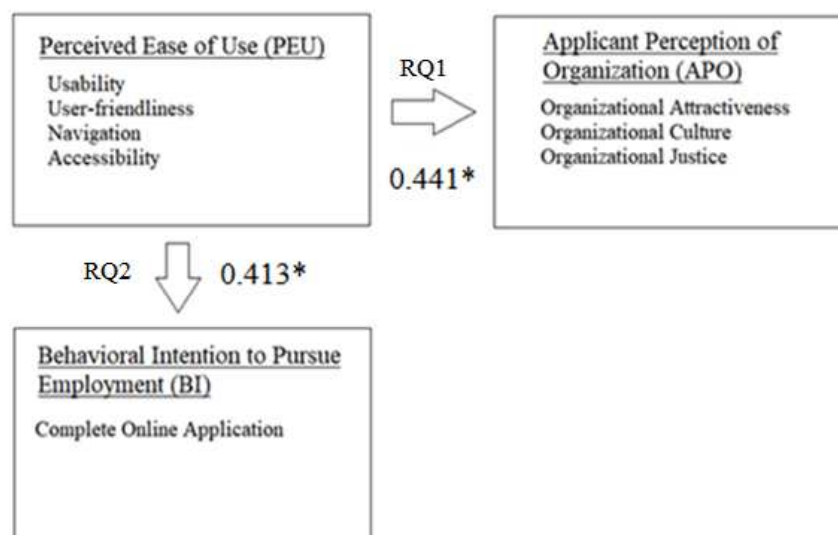 Perceived Ease of Use (PEU)
Usability
User-friendliness
Navigation
Accessibility
RQ1
0.441*
Applicant Perception of
Organization (APO)
Organizational Attractiveness
Organizational Culture
Organizational Justice
RQ2
0.413*
Behavioral Intention to Pursue
Employment (BI)
Complete Online Application